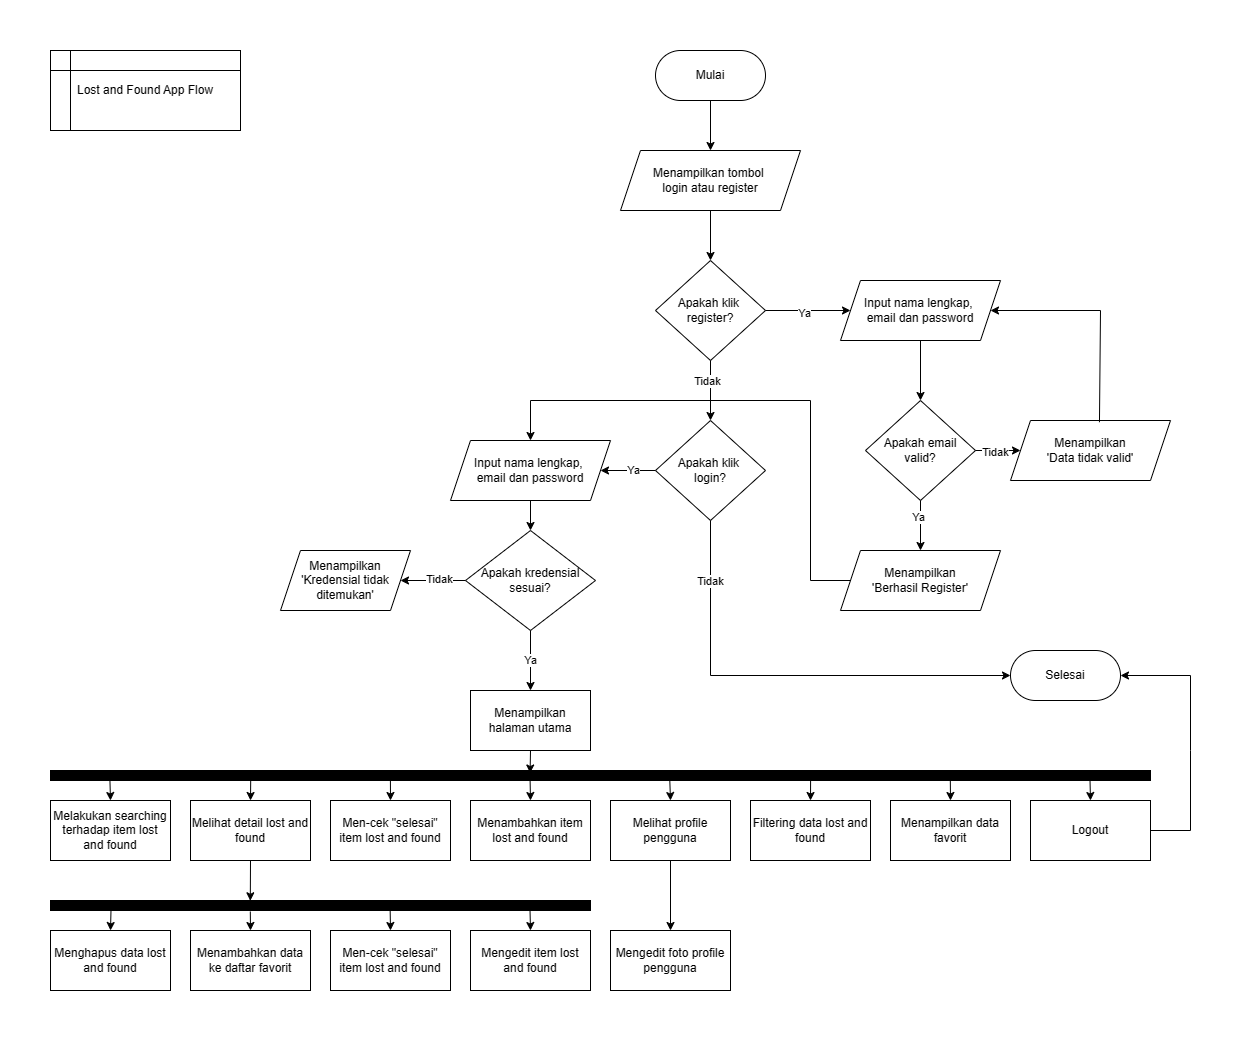 Lost and Found App Flow
Mulai
Menampilkan tombol
login atau register
Apakah klik
register?
Ya
Input nama lengkap,
email dan password
Tidak
Apakah email
valid?
Tidak
Menampilkan
'Data tidak valid'
Ya
Menampilkan
'Berhasil Register'
Apakah klik
login?
Ya
Input nama lengkap,
email dan password
Tidak
Apakah kredensial
sesuai?
Tidak
Menampilkan
'Kredensial tidak
ditemukan'
Ya
Selesai
Menampilkan
halaman utama
Melakukan searching
terhadap item lost
and found
Melihat detail lost and
found
Men-cek "selesai"
item lost and found
Menambahkan item
lost and found
Melihat profile
pengguna
Filtering data lost and
found
Menampilkan data
favorit
Logout
Menghapus data lost
and found
Menambahkan data
ke daftar favorit
Men-cek "selesai"
item lost and found
Mengedit item lost
and found
Mengedit foto profile
pengguna